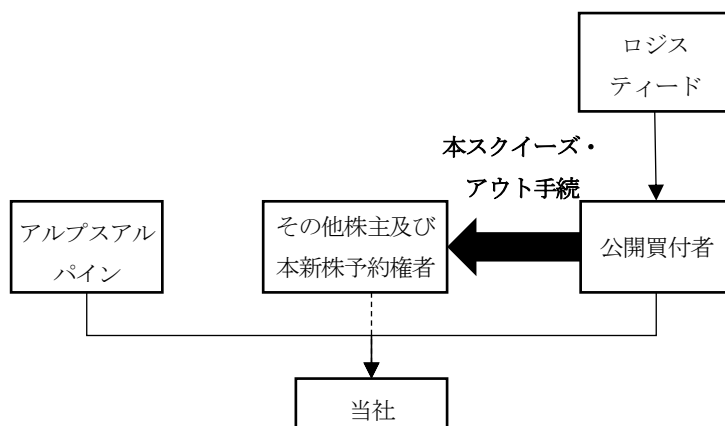 ロジス
ティード
本スクイーズ・
アウト手続
アルプスアル
パイン
その他株主及び
本新株予約権者
公開買付者
当社